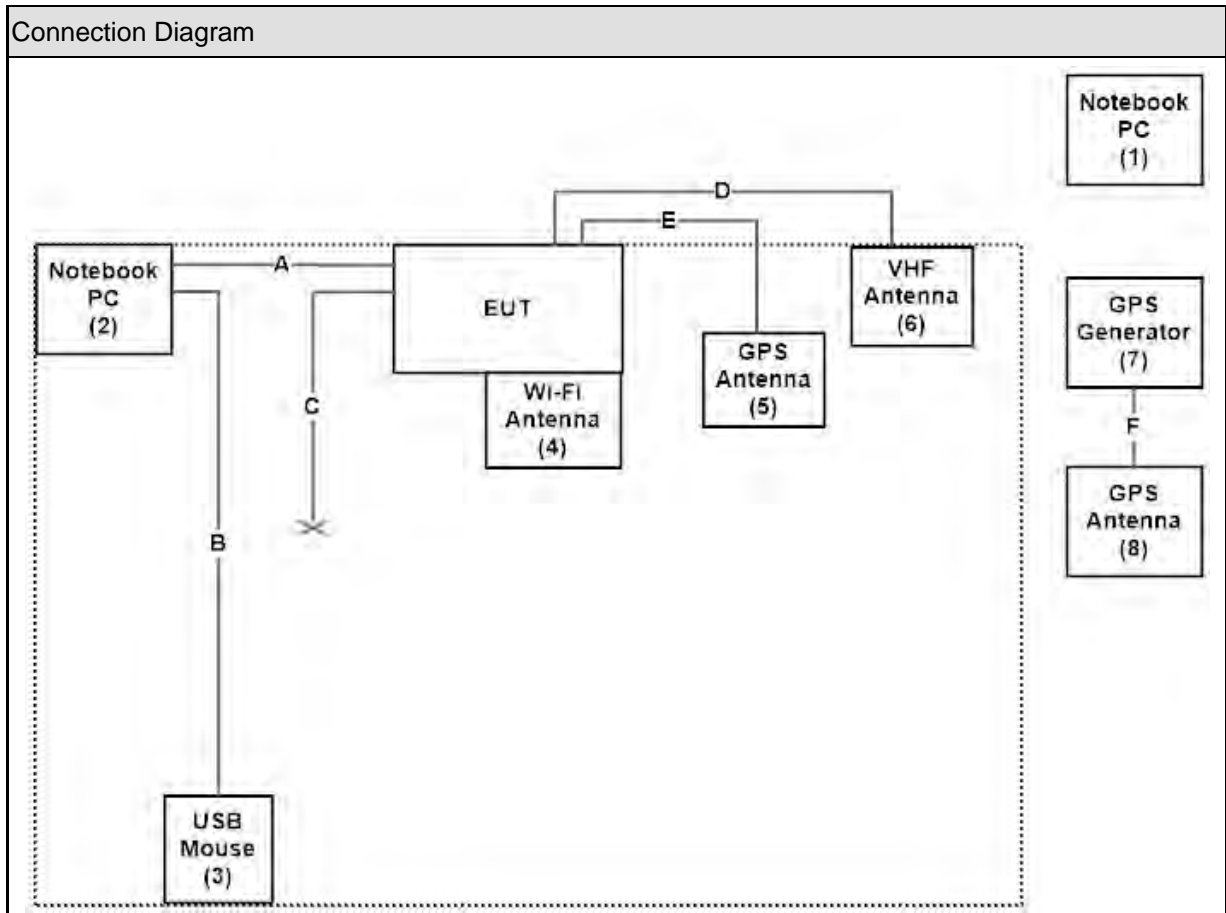 Connection Diagram
Notebook
PC
(1)
D
E
Notebook
PC
(2)
A
EUT
VHF
Antenna
(6)
GPS
Generator
(7)
GPS
Antenna
(5)
Wi-Fi
Antenna
(4)
C
F
GPS
Antenna
(8)
B
USB
Mouse
(3)